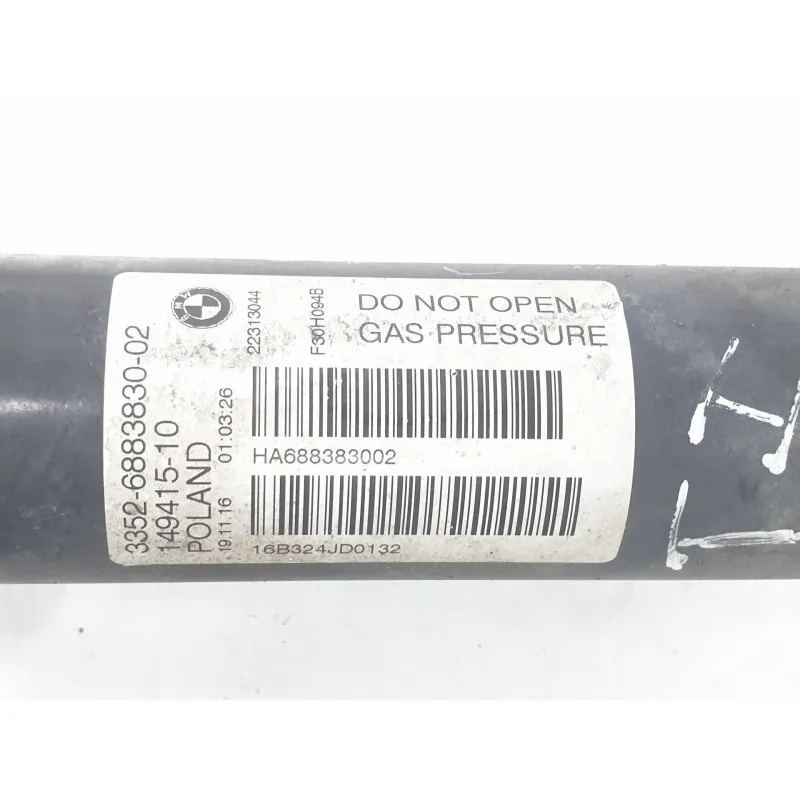 BMW
DO NOT OPEN
GAS PRESSURE
22313044
F30H094B
3352-6883830-02
149415-10
POLAND
19.11.16 01:03:26
HA688383002
16B324JD0132